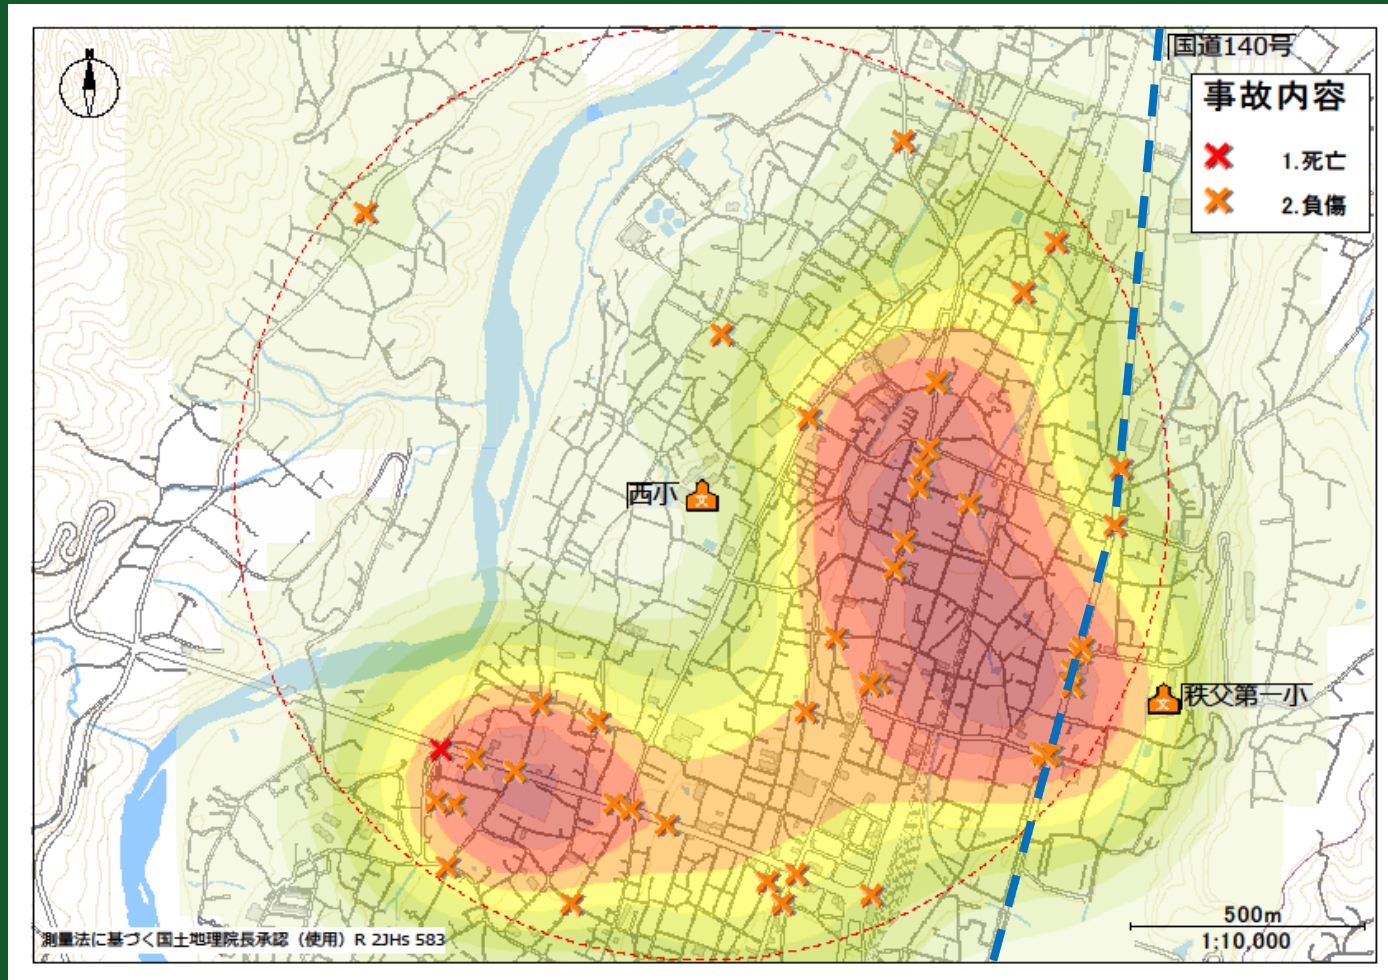 N
国道140号
事故内容
1.死亡
2.負傷
西小
文
秩父第一小
文
500m
1:10,000
測量法に基づく国土地理院長承認（使用）R 2JHs 583